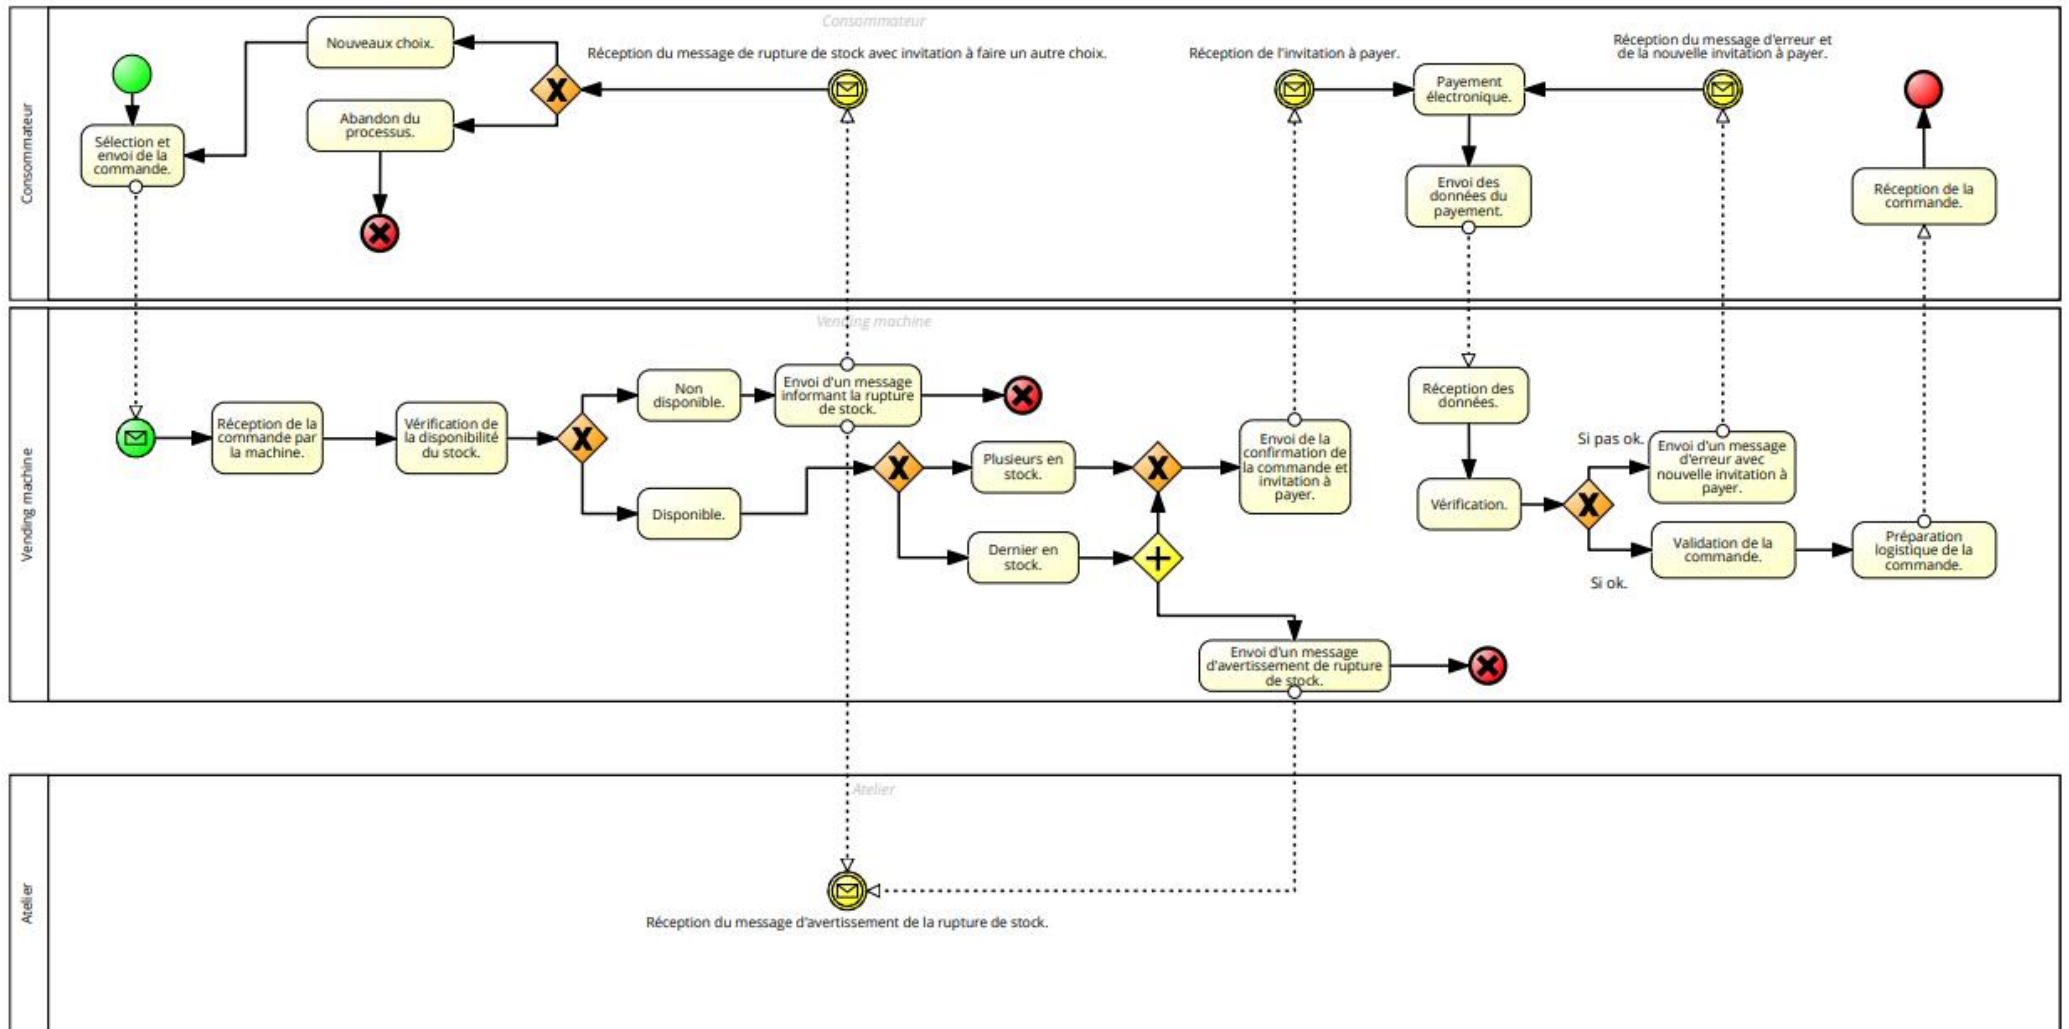 Consommateur
Consommateur
Nouveaux choix.
Réception du message de rupture de stock avec invitation à faire un autre choix.
Réception de l'invitation à payer.
Réception du message d'erreur et
de la nouvelle invitation à payer.
Payement
électronique.
Abandon du
processus.
Sélection et
envoi de la
commande.
Envoi des
données du
payement.
Réception de la
commande.
Vending machine
Vending machine
Non
disponible.
Envoi d'un message
informant la rupture
de stock.
Réception des
données.
Réception de la
commande par
la machine.
Vérification de
la disponibilité
du stock.
Plusieurs en
stock.
Envoi de la
confirmation de
la commande et
invitation à
payer.
Si pas ok.
Envoi d'un message
d'erreur avec
nouvelle invitation à
payer.
Disponible.
Vérification.
Dernier en
stock.
Validation de la
commande.
Préparation
logistique de la
commande.
Si ok.
Envoi d'un message
d'avertissement de rupture
de stock.
Atelier
Atelier
Réception du message d'avertissement de la rupture de stock.